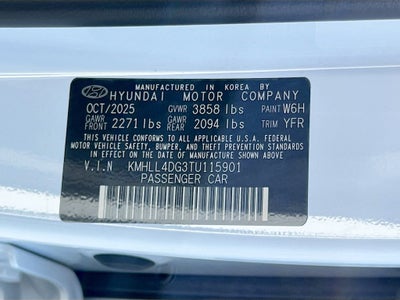 MANUFACTURED BY
HYUNDAI MOTOR COMPANY
OCT/2025 GVWR 3858 lbs PAINT W6H
GAWR FRONT 2271 lbs GAWR REAR 2094 lbs TRIM YFR
THIS VEHICLE CONFORMS TO ALL APPLICABLE U.S.A. FEDERAL
MOTOR VEHICLE SAFETY, BUMPER, AND THEFT PREVENTION STANDARDS
IN EFFECT ON THE DATE OF MANUFACTURE SHOWN ABOVE.
V.I.N KMHLL4DG3TU115901
PASSENGER CAR